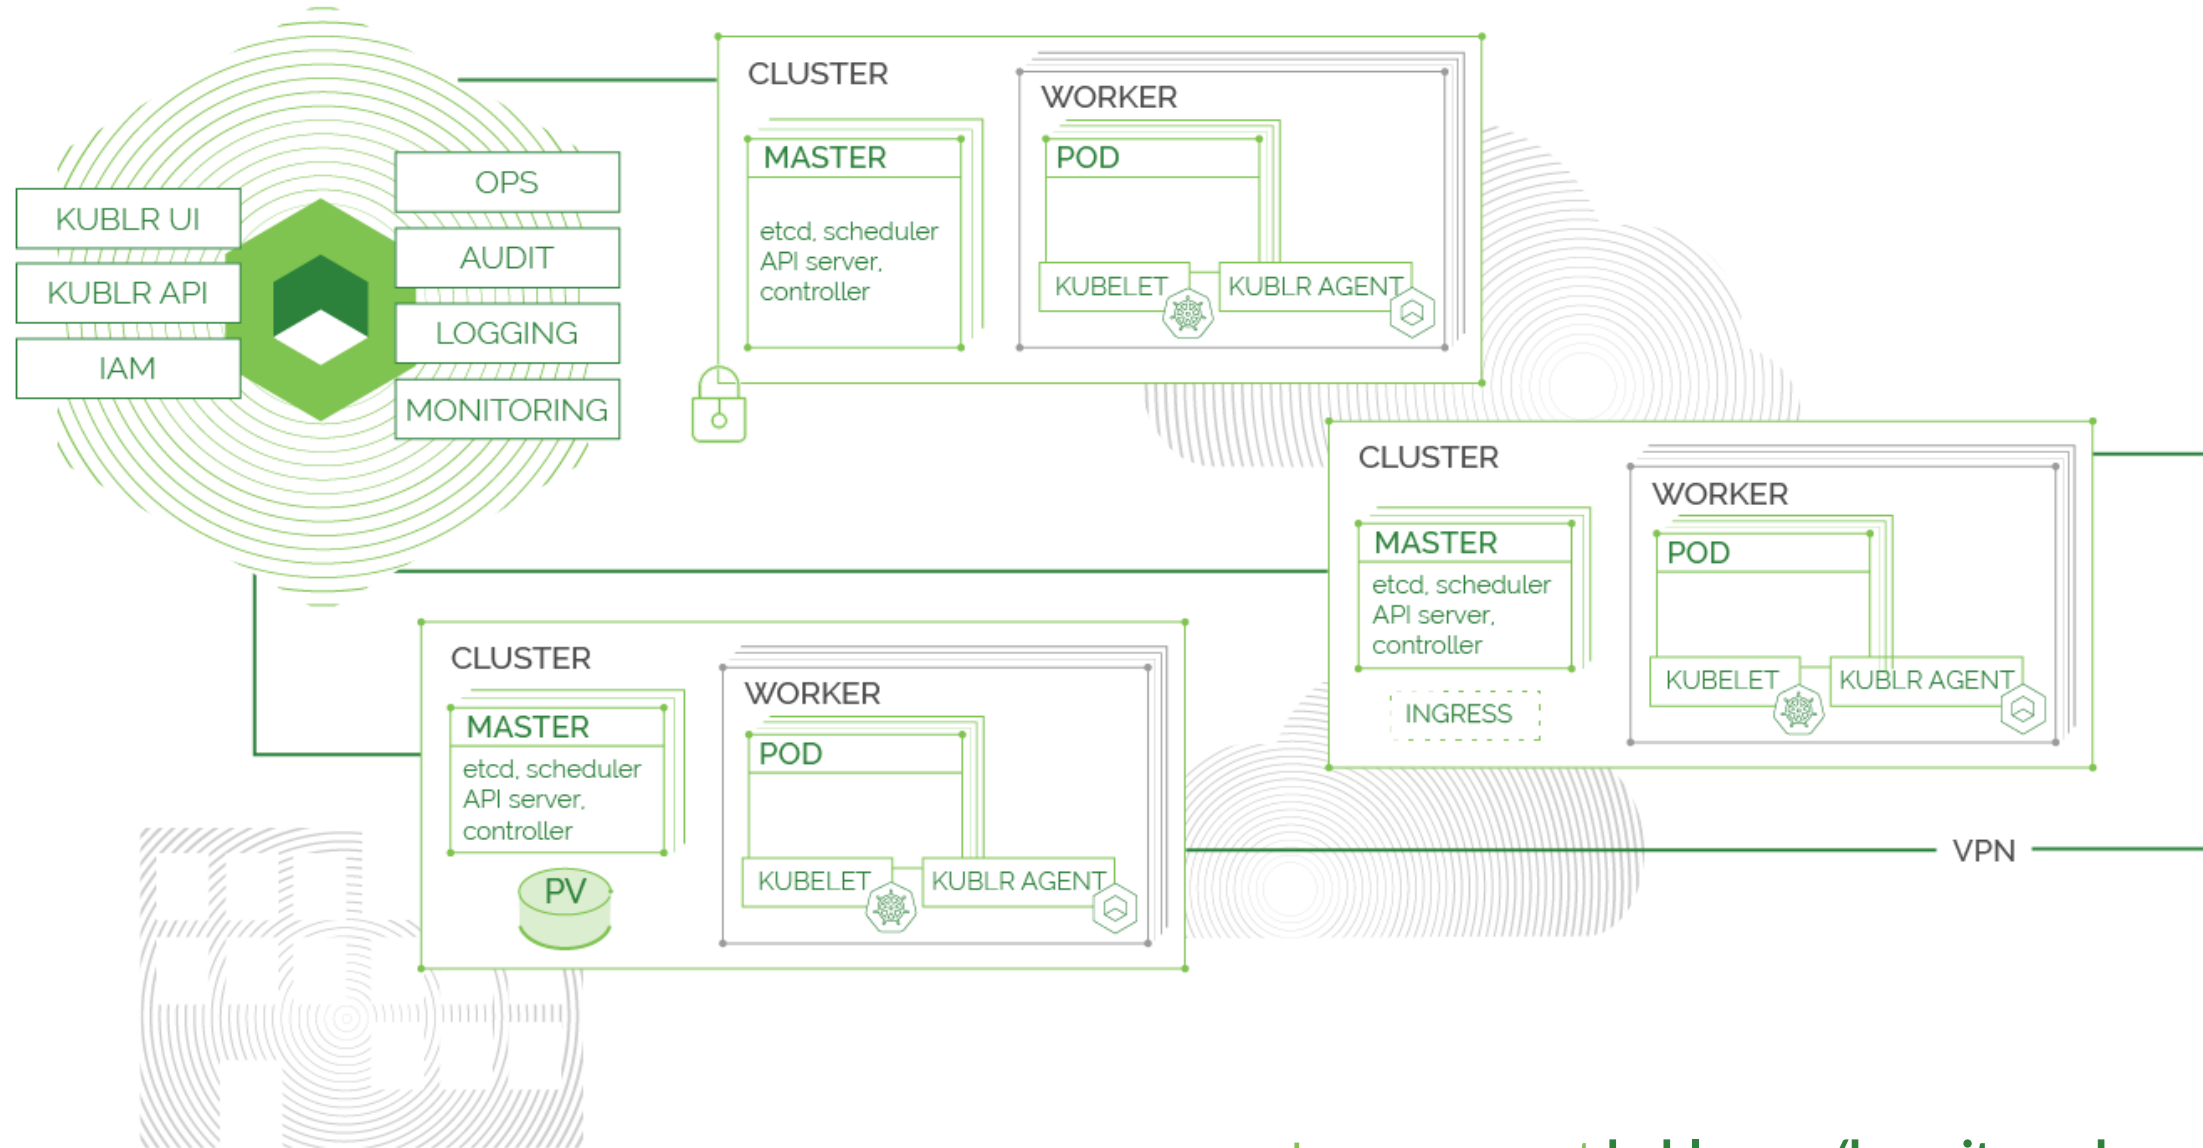 KUBLR UI
KUBLR API
IAM
OPS
AUDIT
LOGGING
MONITORING
CLUSTER
MASTER
etcd, scheduler
API server,
controller
WORKER
POD
KUBELET
KUBLR AGENT
CLUSTER
MASTER
etcd, scheduler
API server,
controller
INGRESS
WORKER
POD
KUBELET
KUBLR AGENT
CLUSTER
MASTER
etcd, scheduler
API server,
controller
PV
WORKER
POD
KUBELET
KUBLR AGENT
VPN